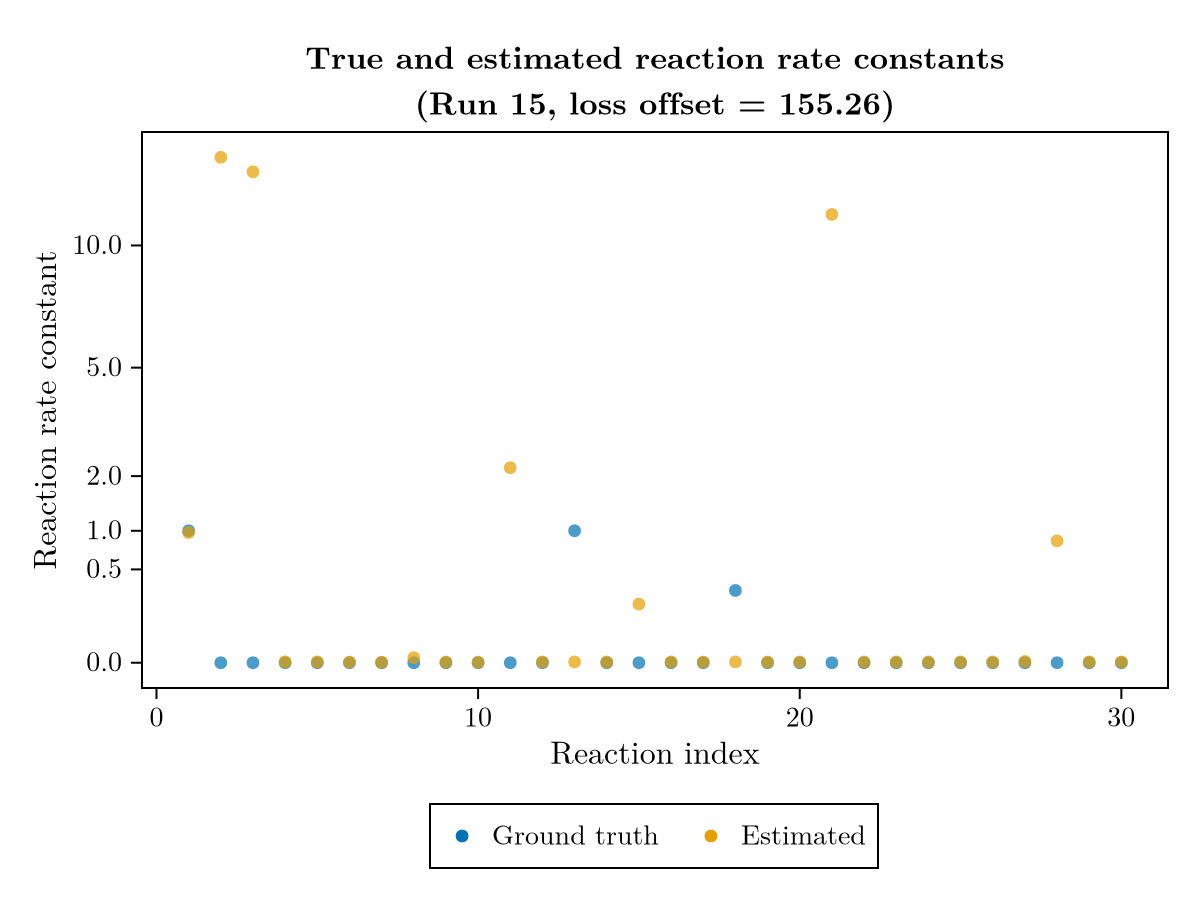 True and estimated reaction rate constants
(Run 15, loss offset = 155.26)
Reaction rate constant
10.0
5.0
2.0
1.0
0.5
0.0
0 10 20 30
Reaction index
Ground truth Estimated